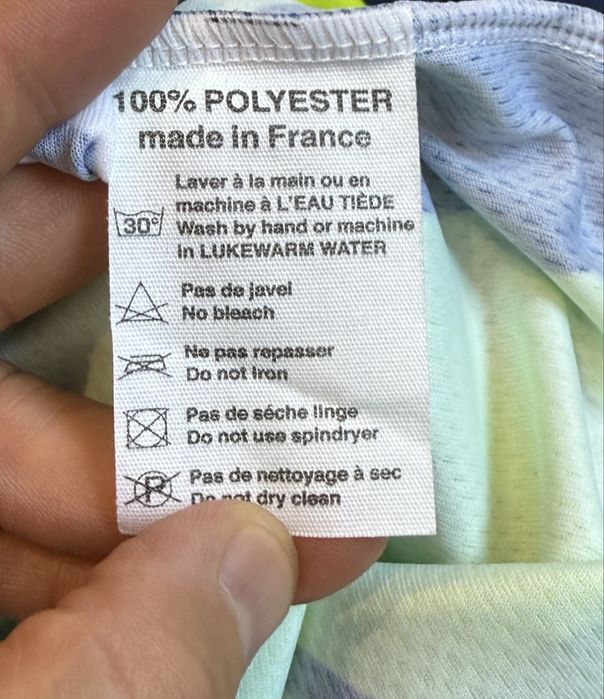 100% POLYESTER
made in France
Laver à la main ou en
machine à L'EAU TIÈDE
30°
Wash by hand or machine
in LUKEWARM WATER
Pas de javel
No bleach
Ne pas repasser
Do not iron
Pas de séche linge
Do not use spindryer
Pas de nettoyage à sec
P
Do not dry clean